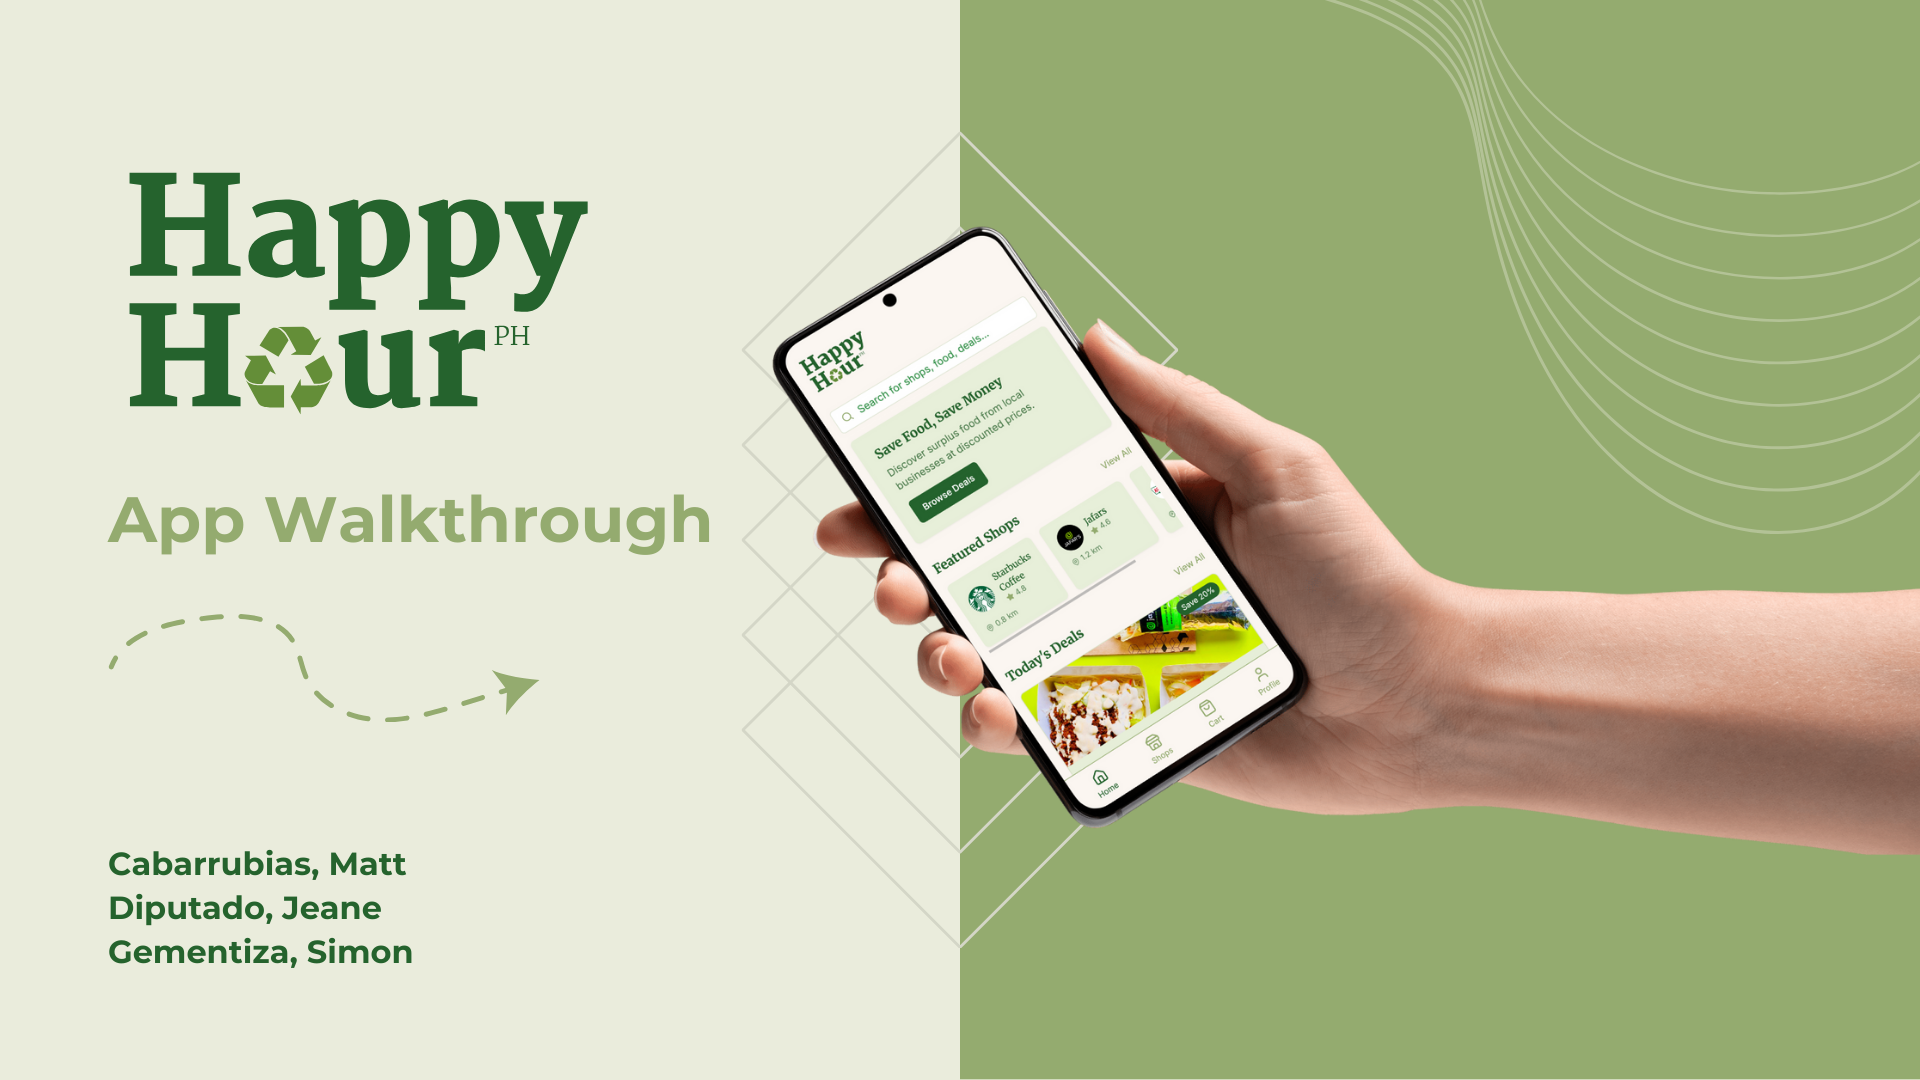 Happy
Hour PH
App Walkthrough
Cabarrubias, Matt
Diputado, Jeane
Gementiza, Simon
Happy
Hour
Search for shops, food, deals...
Save Food, Save Money
Discover surplus food from local
businesses at discounted prices.
Browse Deals
Featured Shops
View All
Starbucks
Coffee
4.8
0.8 km
Jafars
4.6
1.2 km
Today's Deals
View All
Save 20%
Home
Shops
Cart
Profile